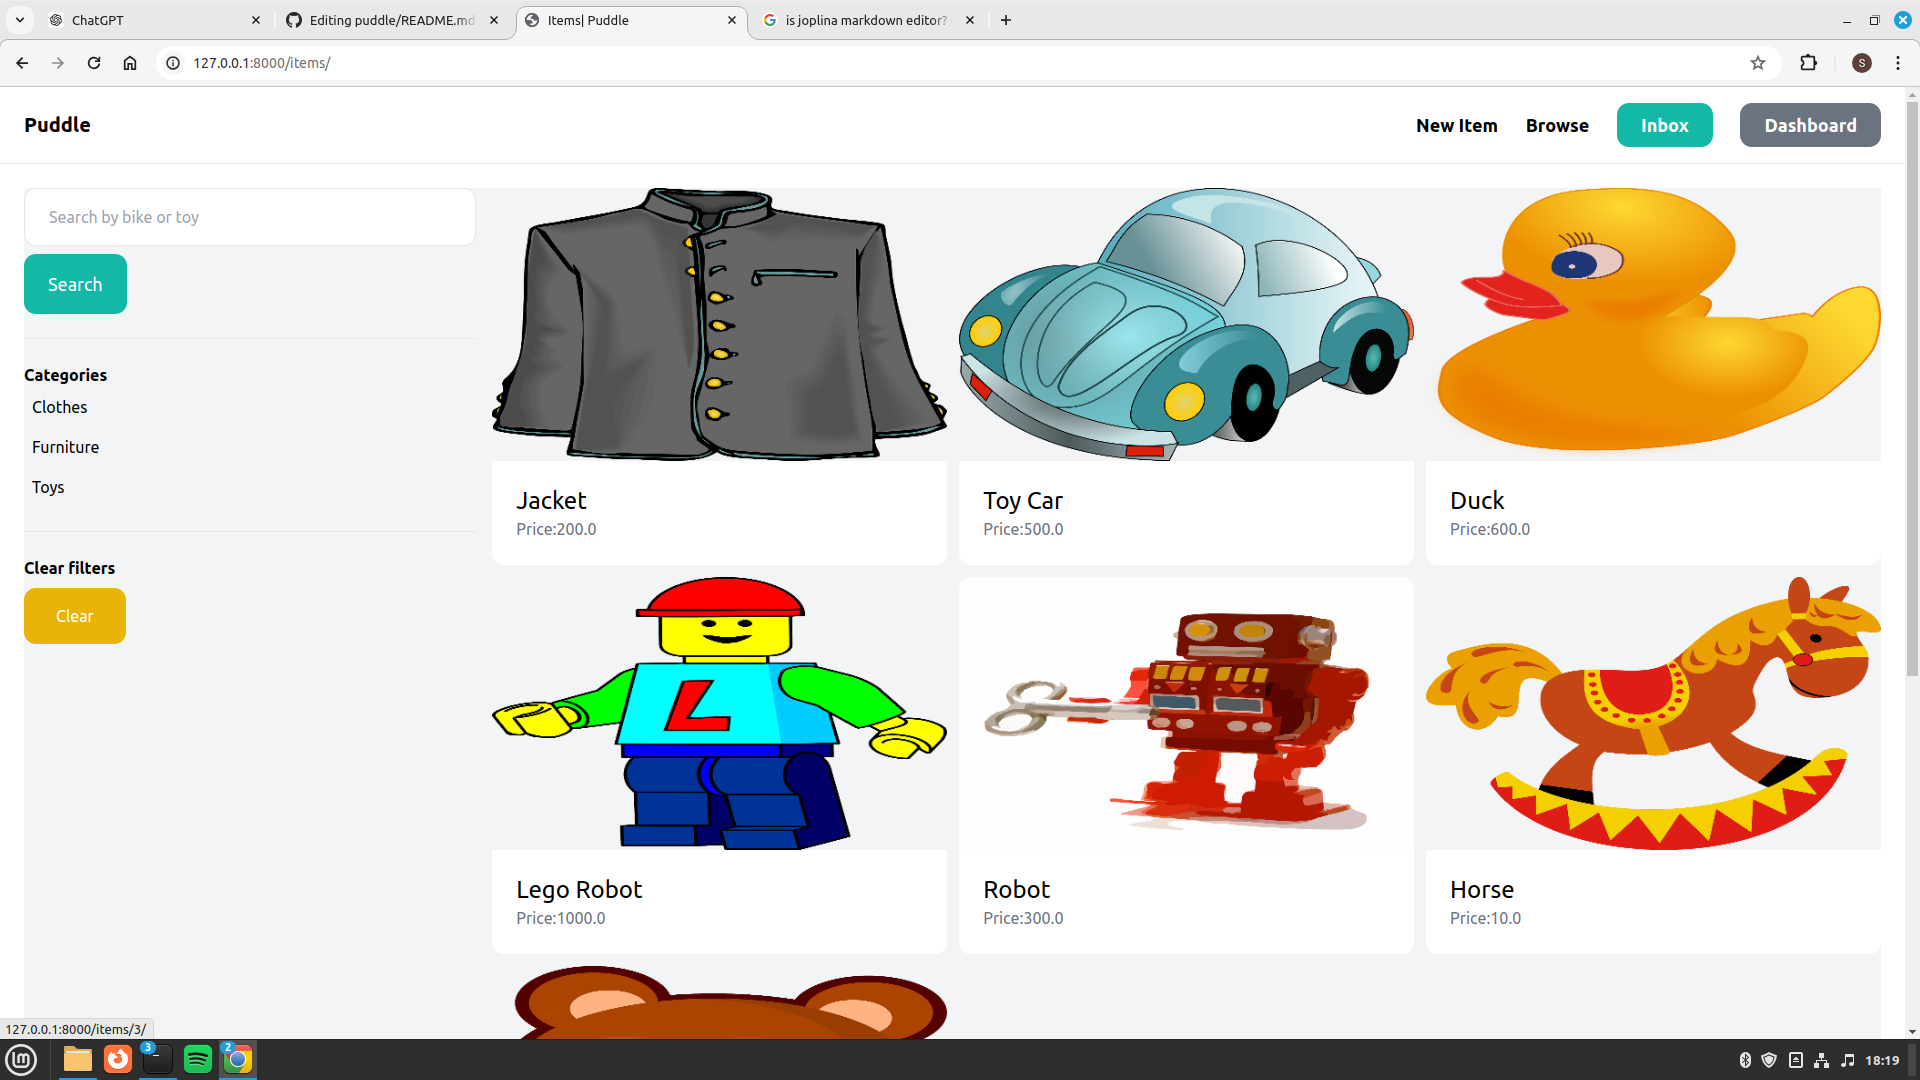 ChatGPT
Editing puddle/README.md
Items| Puddle
is joplina markdown editor?
127.0.0.1:8000/items/
S
Puddle
New Item
Browse
Inbox
Dashboard
Search by bike or toy
Search
Categories
Clothes
Furniture
Toys
Clear filters
Clear
Jacket
Price:200.0
Toy Car
Price:500.0
Duck
Price:600.0
L
Lego Robot
Price:1000.0
Robot
Price:300.0
Horse
Price:10.0
127.0.0.1:8000/items/3/
3
2
18:19